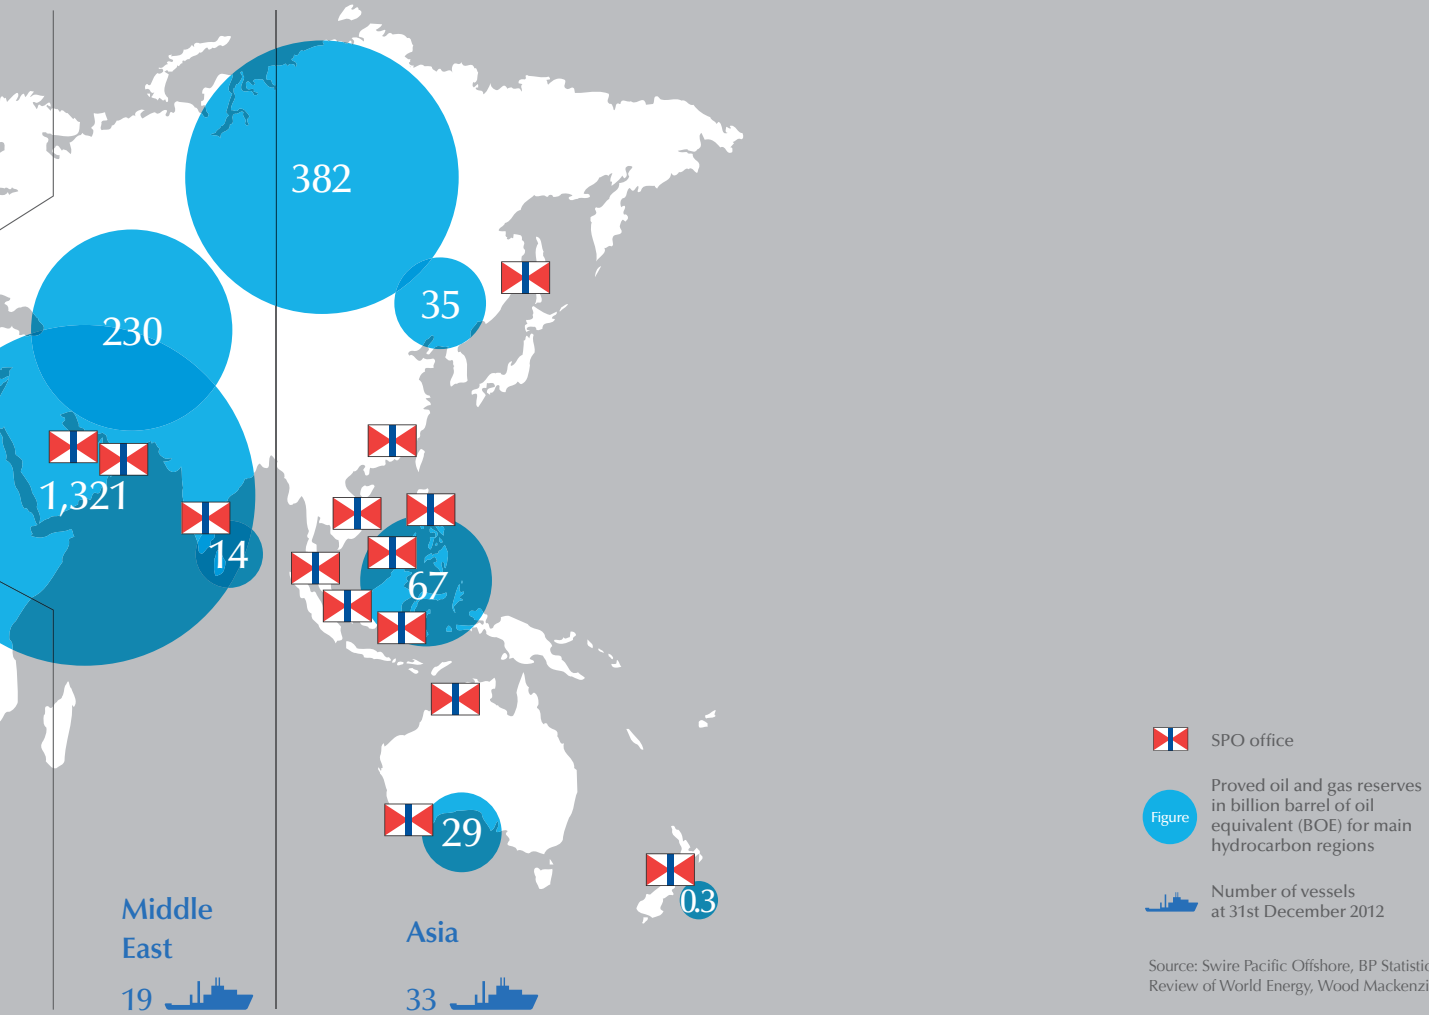 382
35
230
1,321
14
67
29
0.3
SPO office
Figure
Proved oil and gas reserves
in billion barrel of oil
equivalent (BOE) for main
hydrocarbon regions
Number of vessels
at 31st December 2012
Middle
East
19
Asia
33
Source: Swire Pacific Offshore, BP
Review of World Energy, Wood